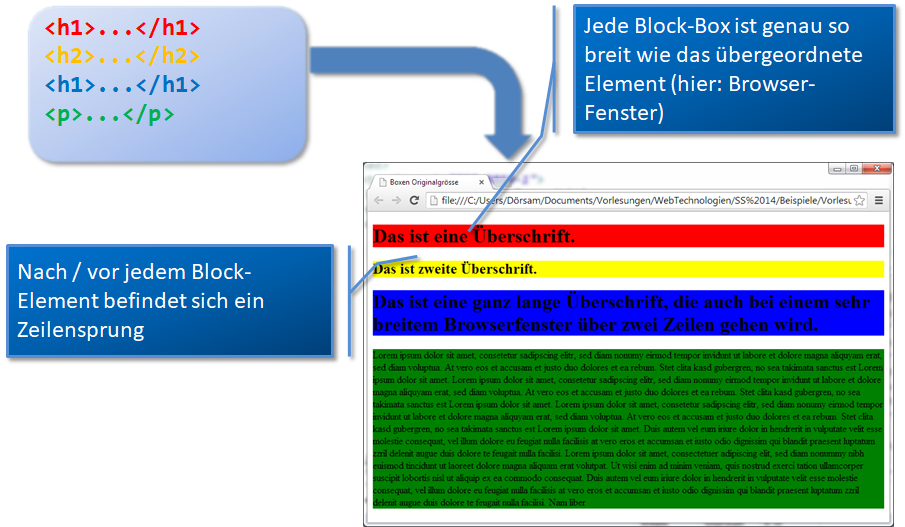 <h1>...</h1>
<h2>...</h2>
<h1>...</h1>
<p>...</p>
Jede Block-Box ist genau so
breit wie das übergeordnete
Element (hier: Browser-
Fenster)
Nach / vor jedem Block-
Element befindet sich ein
Zeilensprung
Boxen Originalgrösse
file:///C:/Users/Dörsam/Documents/Vorlesungen/WebTechnologien/SS%2014/Beispiele/Vorlesu
Das ist eine Überschrift.
Das ist zweite Überschrift.
Das ist eine ganz lange Überschrift, die auch bei einem sehr
breitem Browserfenster über zwei Zeilen gehen wird.
Lorem ipsum dolor sit amet, consetetur sadipscing elitr, sed diam nonumy eirmod tempor invidunt ut labore et dolore magna aliquyam erat,
sed diam voluptua. At vero eos et accusam et justo duo dolores et ea rebum. Stet clita kasd gubergren, no sea takimata sanctus est Lorem
ipsum dolor sit amet. Lorem ipsum dolor sit amet, consetetur sadipscing elitr, sed diam nonumy eirmod tempor invidunt ut labore et dolore
magna aliquyam erat, sed diam voluptua. At vero eos et accusam et justo duo dolores et ea rebum. Stet clita kasd gubergren, no sea
takimata sanctus est Lorem ipsum dolor sit amet. Lorem ipsum dolor sit amet, consetetur sadipscing elitr, sed diam nonumy eirmod tempor
invidunt ut labore et dolore magna aliquyam erat, sed diam voluptua. At vero eos et accusam et justo duo dolores et ea rebum. Stet clita
kasd gubergren, no sea takimata sanctus est Lorem ipsum dolor sit amet. Duis autem vel eum iriure dolor in hendrerit in vulputate velit esse
molestie consequat, vel illum dolore eu feugiat nulla facilisis at vero eros et accumsan et iusto odio dignissim qui blandit praesent luptatum
zzril delenit augue duis dolore te feugait nulla facilisi. Lorem ipsum dolor sit amet, consectetuer adipiscing elit, sed diam nonummy nibh
euismod tincidunt ut laoreet dolore magna aliquam erat volutpat. Ut wisi enim ad minim veniam, quis nostrud exerci tation ullamcorper
suscipit lobortis nisl ut aliquip ex ea commodo consequat. Duis autem vel eum iriure dolor in hendrerit in vulputate velit esse molestie
consequat, vel illum dolore eu feugiat nulla facilisis at vero eros et accumsan et iusto odio dignissim qui blandit praesent luptatum zzril
delenit augue duis dolore te feugait nulla facilisi. Nam liber